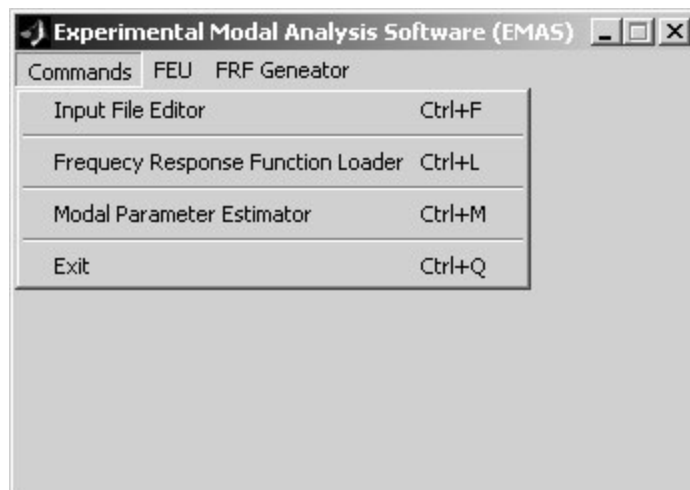 Experimental Modal Analysis Software (EMAS)
Commands FEU FRF Geneator
Input File Editor Ctrl+F
Frequecy Response Function Loader Ctrl+L
Modal Parameter Estimator Ctrl+M
Exit Ctrl+Q